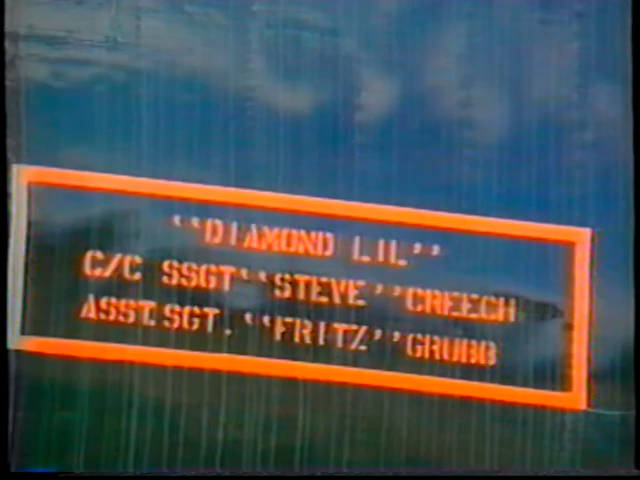 ‘‘DIAMOND LIL’’
C/C SSGT‘‘STEVE’’CREECH
ASST.SGT.‘‘FRITZ’’GRUBB